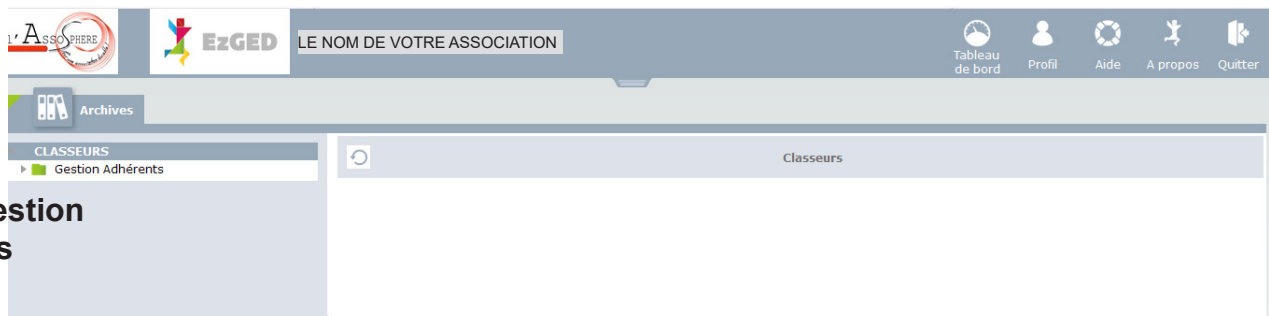 l'AssoSphère
EzGED
LE NOM DE VOTRE ASSOCIATION
Tableau
de bord
Profil
Aide
A propos
Quitter
Archives
CLASSEURS
Gestion Adhérents
Classeurs
estion
s